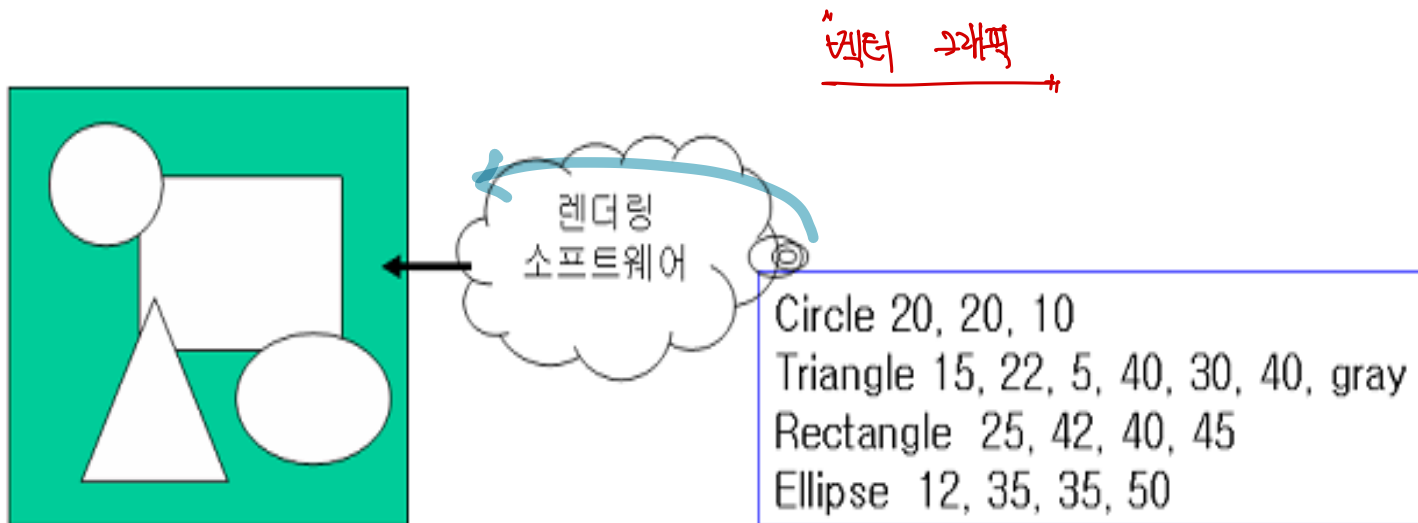 "벡터 그래픽"
렌더링
소프트웨어
Circle 20, 20, 10
Triangle 15, 22, 5, 40, 30, 40, gray
Rectangle 25, 42, 40, 45
Ellipse 12, 35, 35, 50